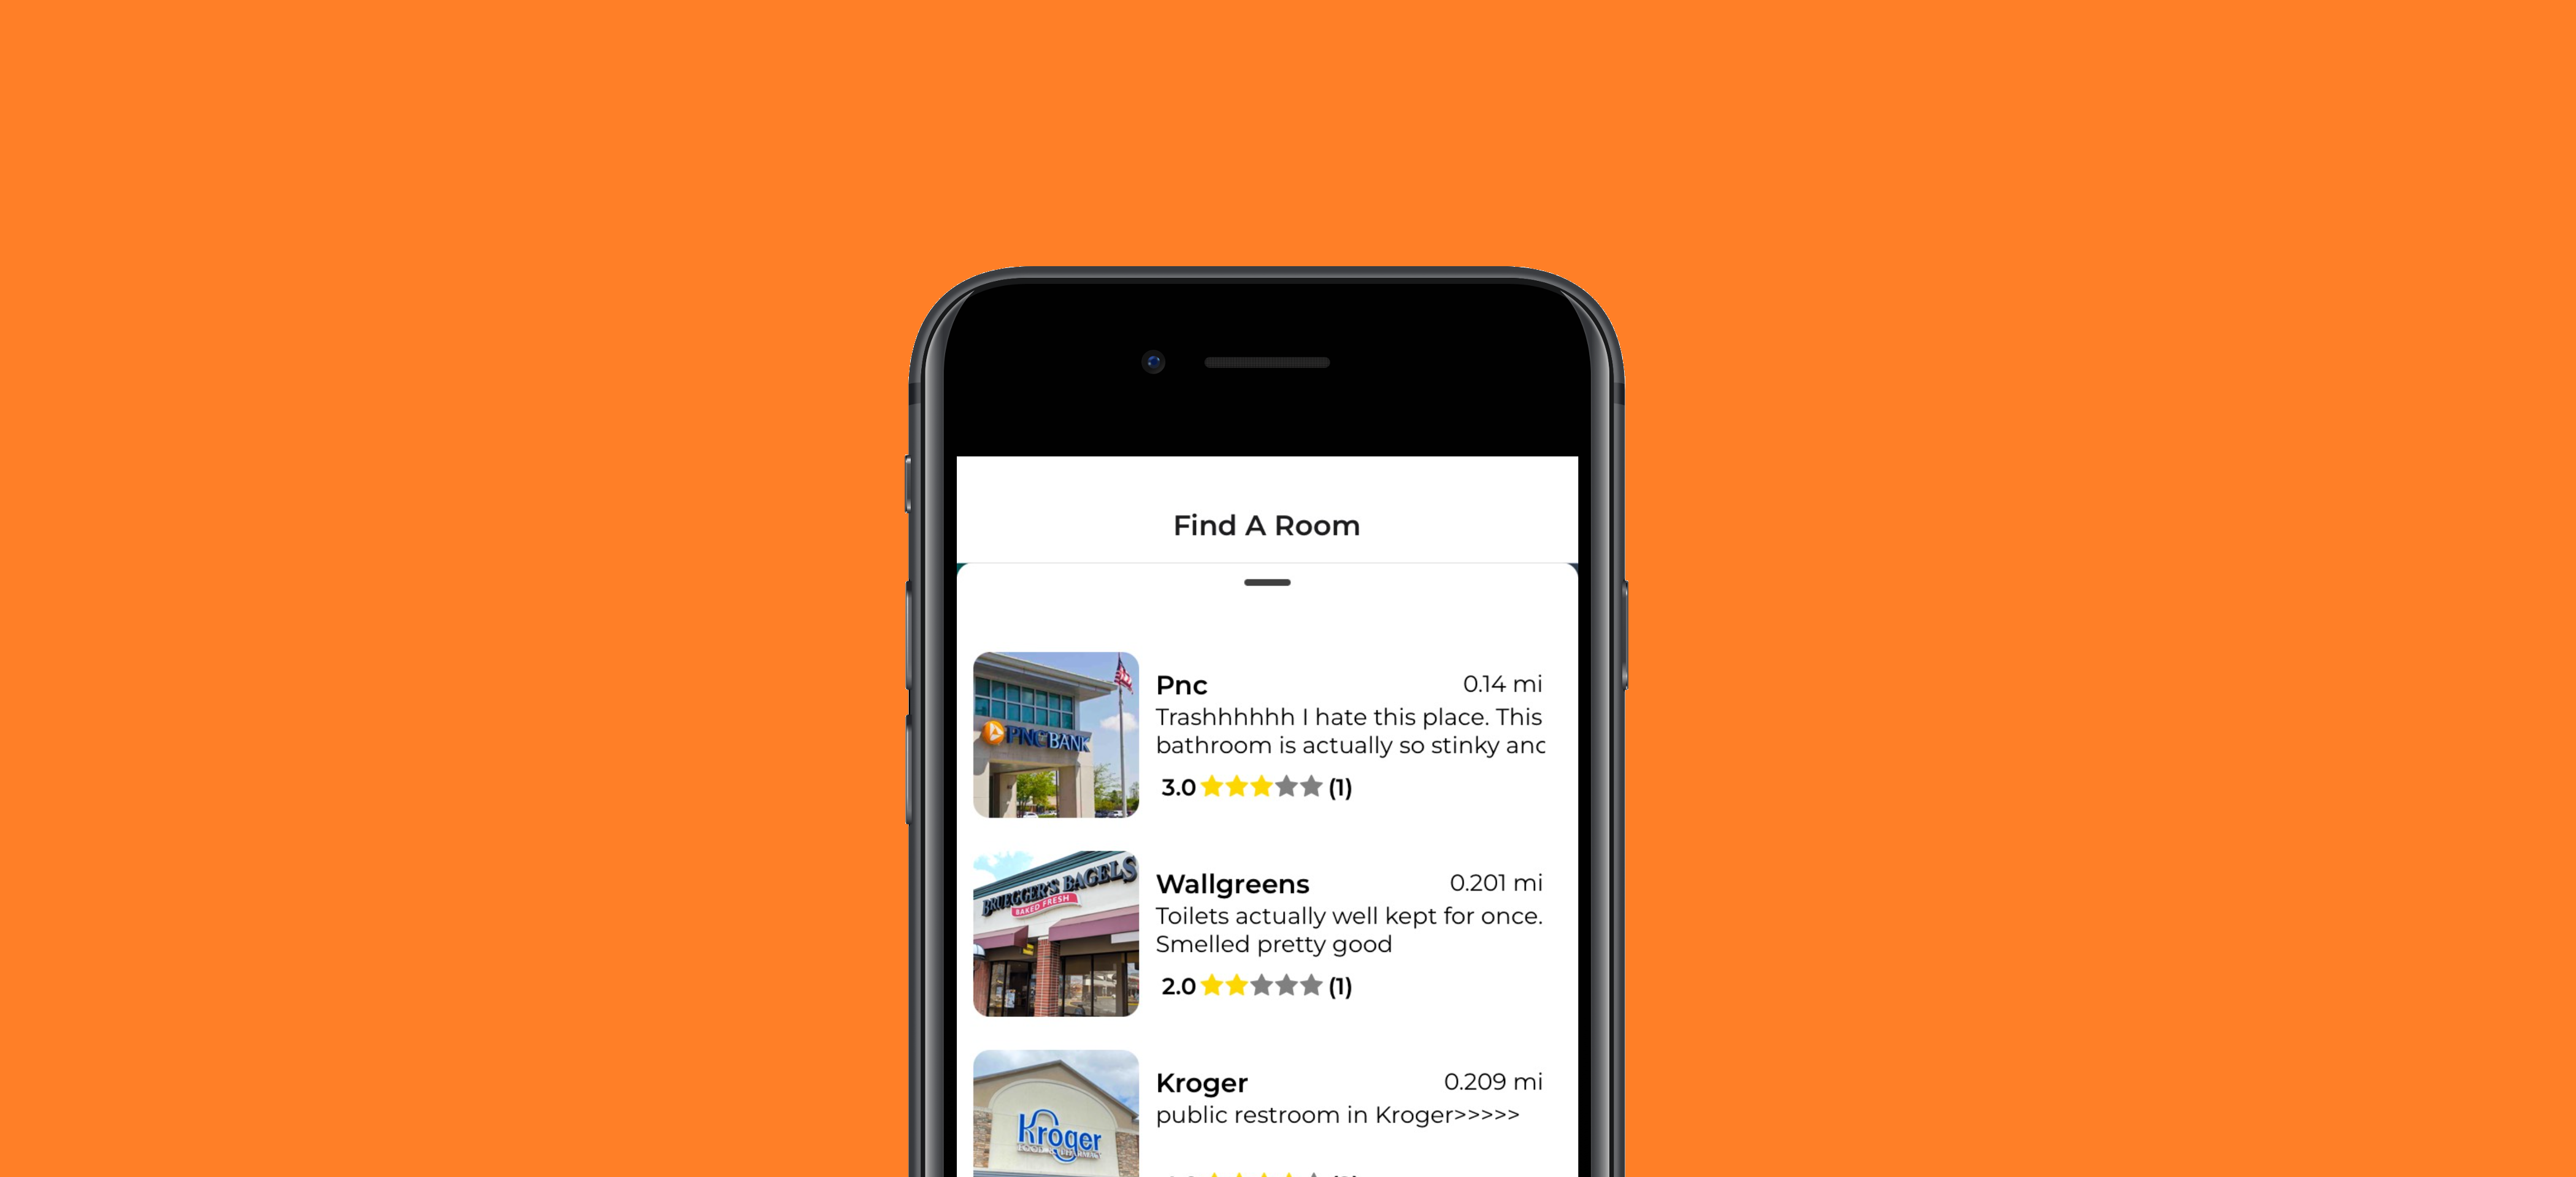 Find A Room
Pnc
0.14 mi
Trashhhhhh I hate this place. This
bathroom is actually so stinky and
3.0 (1)
PNC BANK
Wallgreens
0.201 mi
Toilets actually well kept for once.
Smelled pretty good
2.0 (1)
BRUEGGER'S BAGELS
BAKED FRESH
Kroger
0.209 mi
public restroom in Kroger>>>>>
Kroger